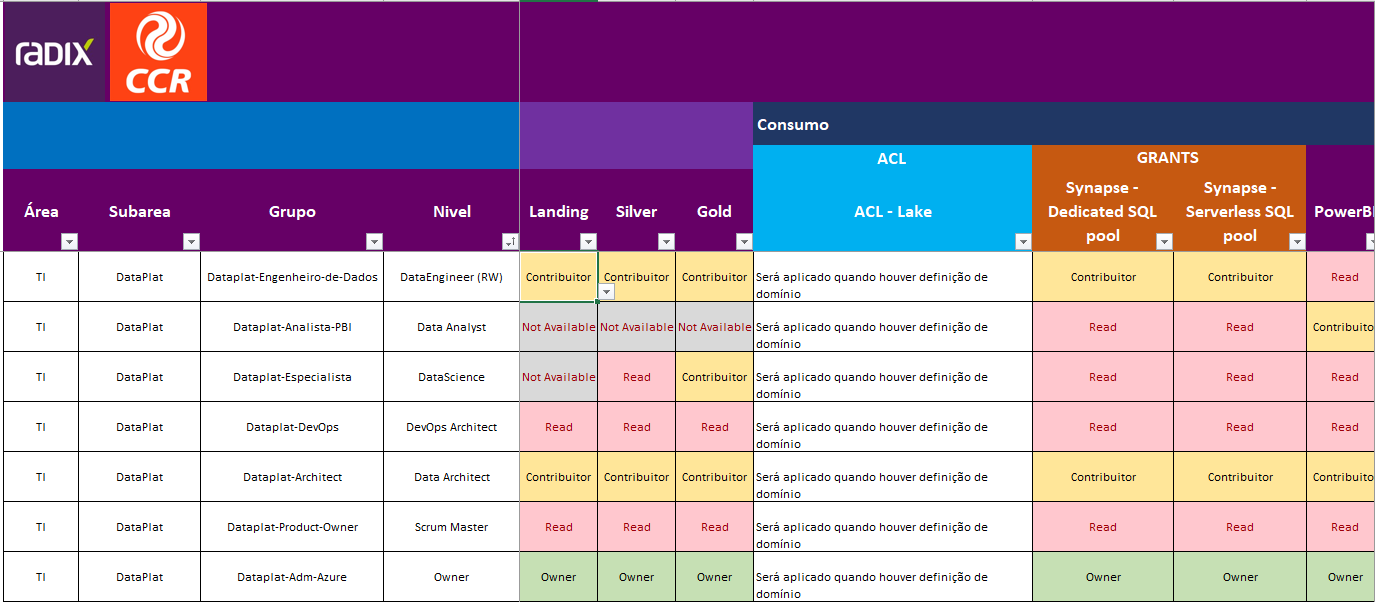 radix
CCR
Consumo
ACL
GRANTS
Área
Subarea
Grupo
Nivel
Landing
Silver
Gold
ACL - Lake
Synapse -
Dedicated SQL
pool
Synapse -
Serverless SQL
pool
PowerBI
TI DataPlat Dataplat-Engenheiro-de-Dados DataEngineer (RW) Contribuitor Contribuitor Contribuitor Será aplicado quando houver definição de
domínio
Contribuitor Contribuitor Read
TI DataPlat Dataplat-Analista-PBI Data Analyst Not Available Not Available Not Available Será aplicado quando houver definição de
domínio
Read Read Contribuito
TI DataPlat Dataplat-Especialista DataScience Not Available Read Contribuitor Será aplicado quando houver definição de
domínio
Read Read Read
TI DataPlat Dataplat-DevOps DevOps Architect Read Read Read Será aplicado quando houver definição de
domínio
Read Read Read
TI DataPlat Dataplat-Architect Data Architect Contribuitor Contribuitor Contribuitor Será aplicado quando houver definição de
domínio
Contribuitor Contribuitor Contribuito
TI DataPlat Dataplat-Product-Owner Scrum Master Read Read Read Será aplicado quando houver definição de
domínio
Read Read Read
TI DataPlat Dataplat-Adm-Azure Owner Owner Owner Owner Será aplicado quando houver definição de
domínio
Owner Owner Owner